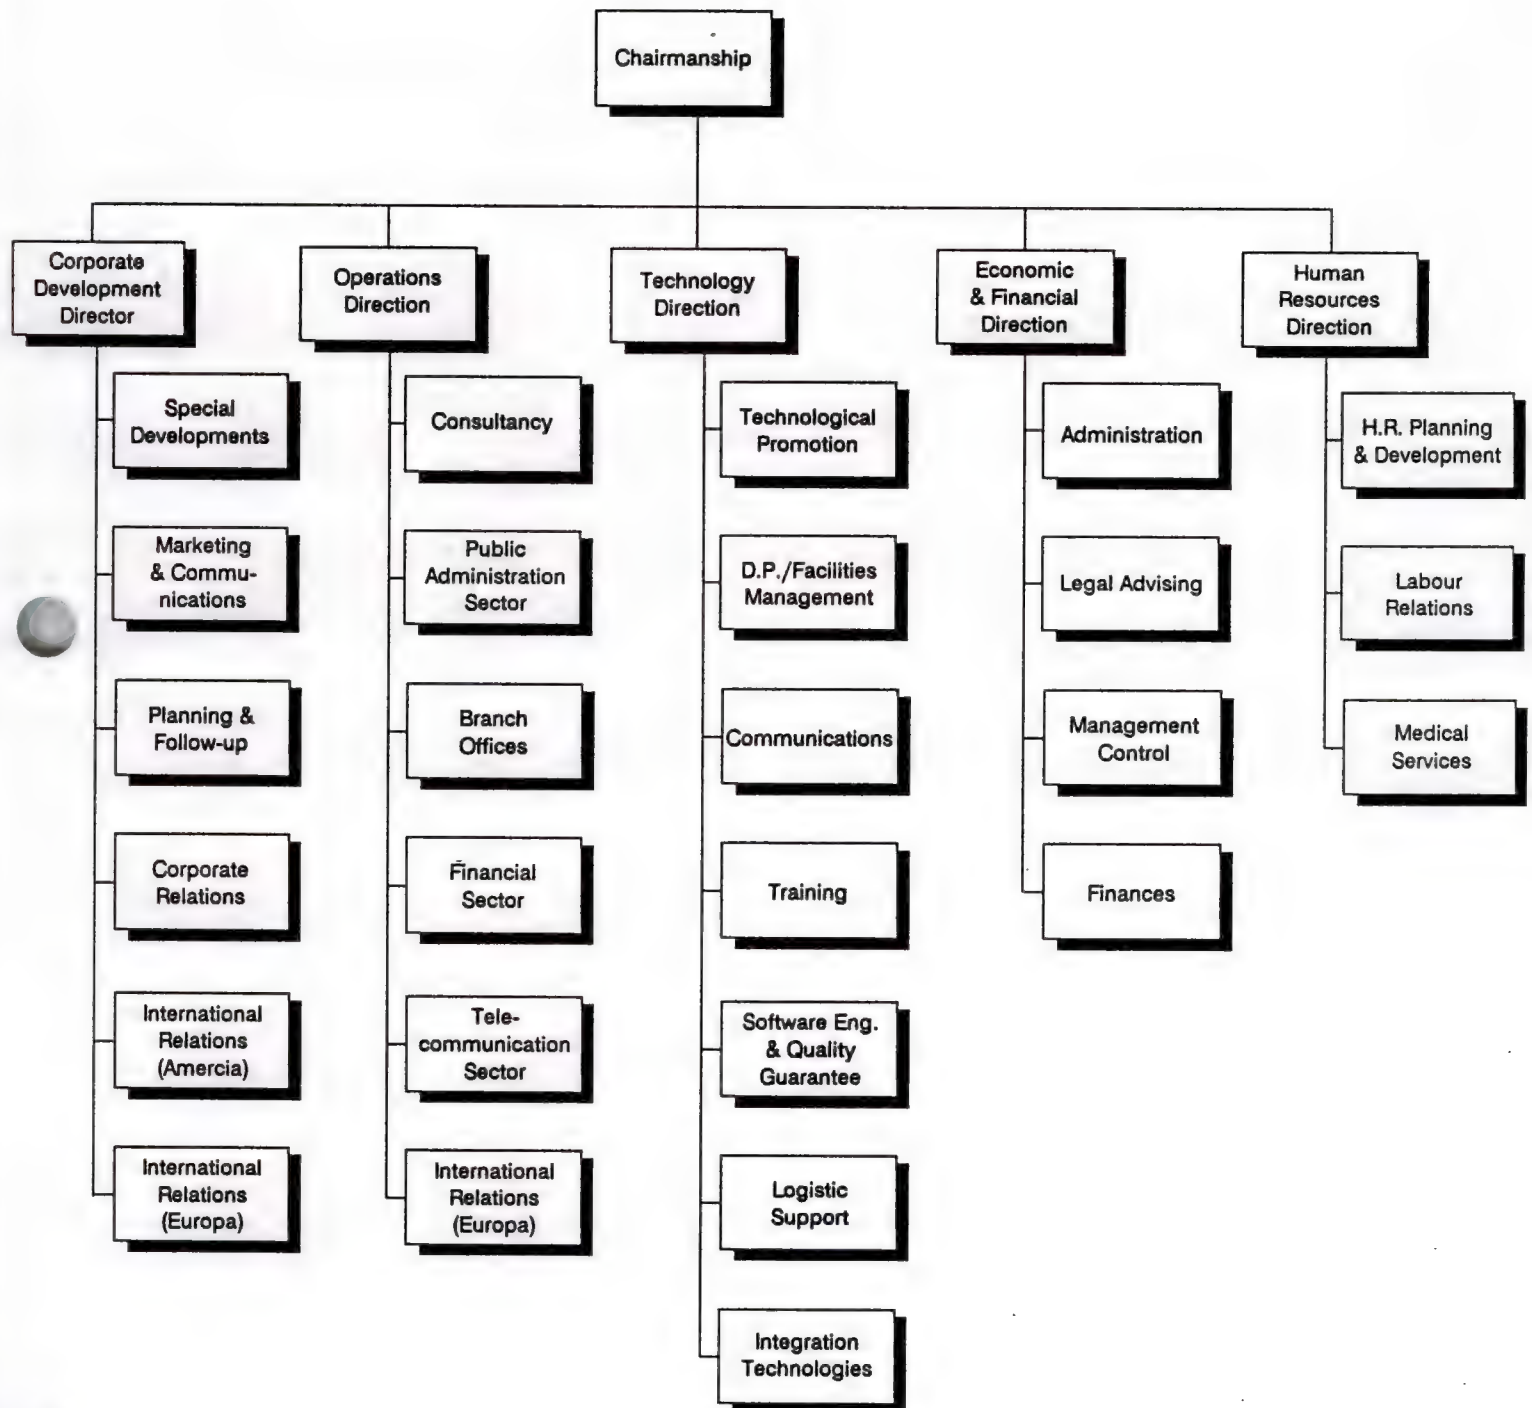 Chairmanship
Corporate
Development
Director
Operations
Direction
Technology
Direction
Economic
& Financial
Direction
Human
Resources
Direction
Special
Developments
Marketing
& Commu-
nications
Planning &
Follow-up
Corporate
Relations
International
Relations
(Amercia)
International
Relations
(Europa)
Consultancy
Public
Administration
Sector
Branch
Offices
Financial
Sector
Tele-
communication
Sector
International
Relations
(Europa)
Technological
Promotion
D.P./Facilities
Management
Communications
Training
Software Eng.
& Quality
Guarantee
Logistic
Support
Integration
Technologies
Administration
Legal Advising
Management
Control
Finances
H.R. Planning
& Development
Labour
Relations
Medical
Services